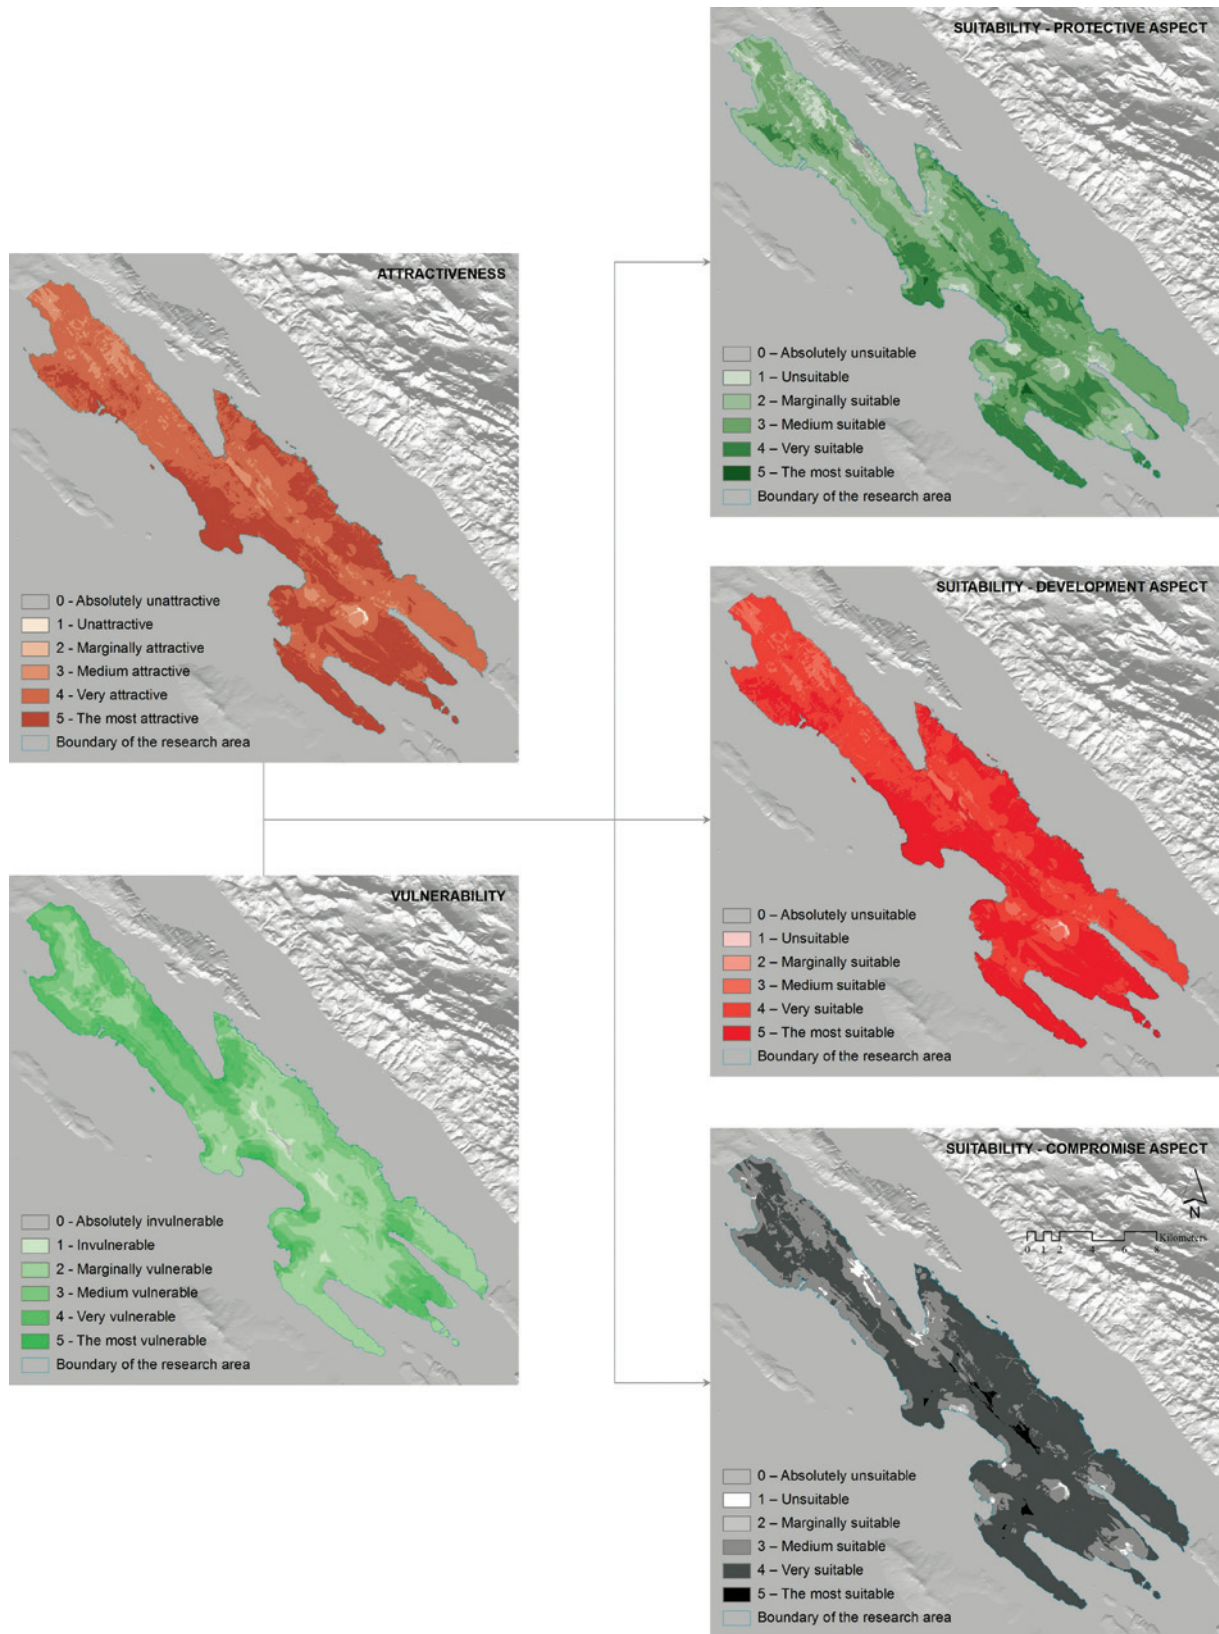 SUITABILITY - PROTECTIVE ASPECT
0 – Absolutely unsuitable
1 – Unsuitable
2 – Marginally suitable
3 – Medium suitable
4 – Very suitable
5 – The most suitable
Boundary of the research area
ATTRACTIVENESS
0 - Absolutely unattractive
1 - Unattractive
2 - Marginally attractive
3 - Medium attractive
4 - Very attractive
5 - The most attractive
Boundary of the research area
SUITABILITY - DEVELOPMENT ASPECT
0 – Absolutely unsuitable
1 – Unsuitable
2 – Marginally suitable
3 – Medium suitable
4 – Very suitable
5 – The most suitable
Boundary of the research area
VULNERABILITY
0 - Absolutely invulnerable
1 - Invulnerable
2 - Marginally vulnerable
3 - Medium vulnerable
4 - Very vulnerable
5 - The most vulnerable
Boundary of the research area
SUITABILITY - COMPROMISE ASPECT
N
Kilometers
0 1 2 4 6 8
0 – Absolutely unsuitable
1 – Unsuitable
2 – Marginally suitable
3 – Medium suitable
4 – Very suitable
5 – The most suitable
Boundary of the research area